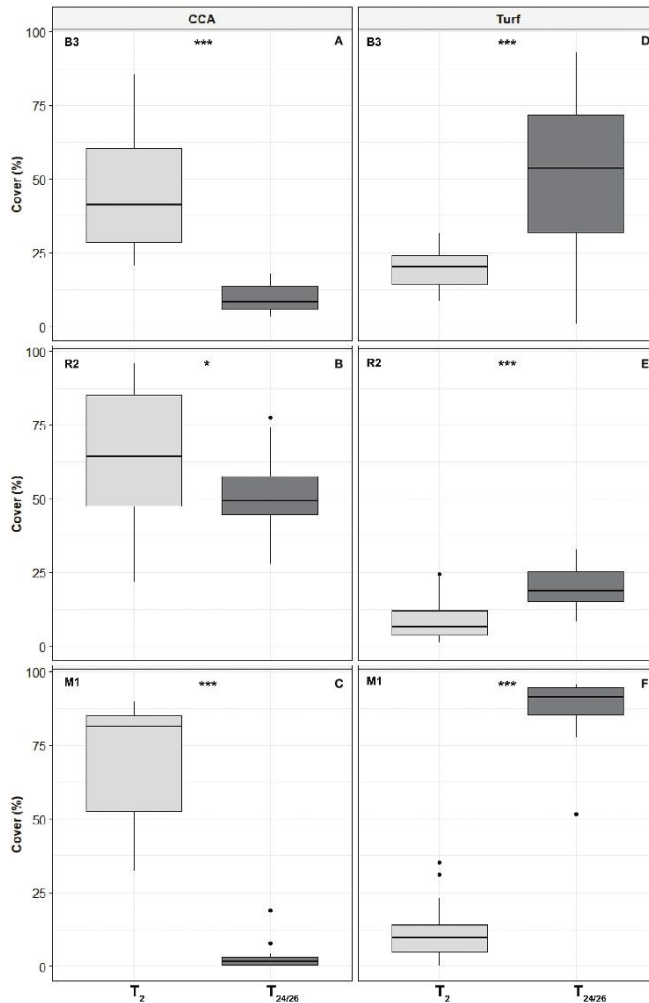 CCA Turf
B3 *** A B3 *** D
100
75
50
25
0
Cover (%)
R2 * B R2 *** E
100
75
50
25
0
Cover (%)
M1 *** C M1 *** F
100
75
50
25
0
Cover (%)
T2 T24/26 T2 T24/26